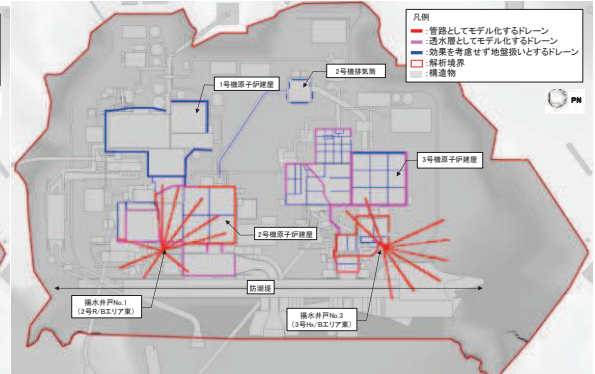 凡例
管路としてモデル化するドレーン
透水層としてモデル化するドレーン
効果を考慮せず地盤扱いとするドレーン
解析境界
構造物
PN
2号機排気筒
1号機原子炉建屋
3号機原子炉建屋
2号機原子炉建屋
防潮堤
揚水井戸No.1
(2号R/Bエリア東)
揚水井戸No.3
(3号Hx/Bエリア東)